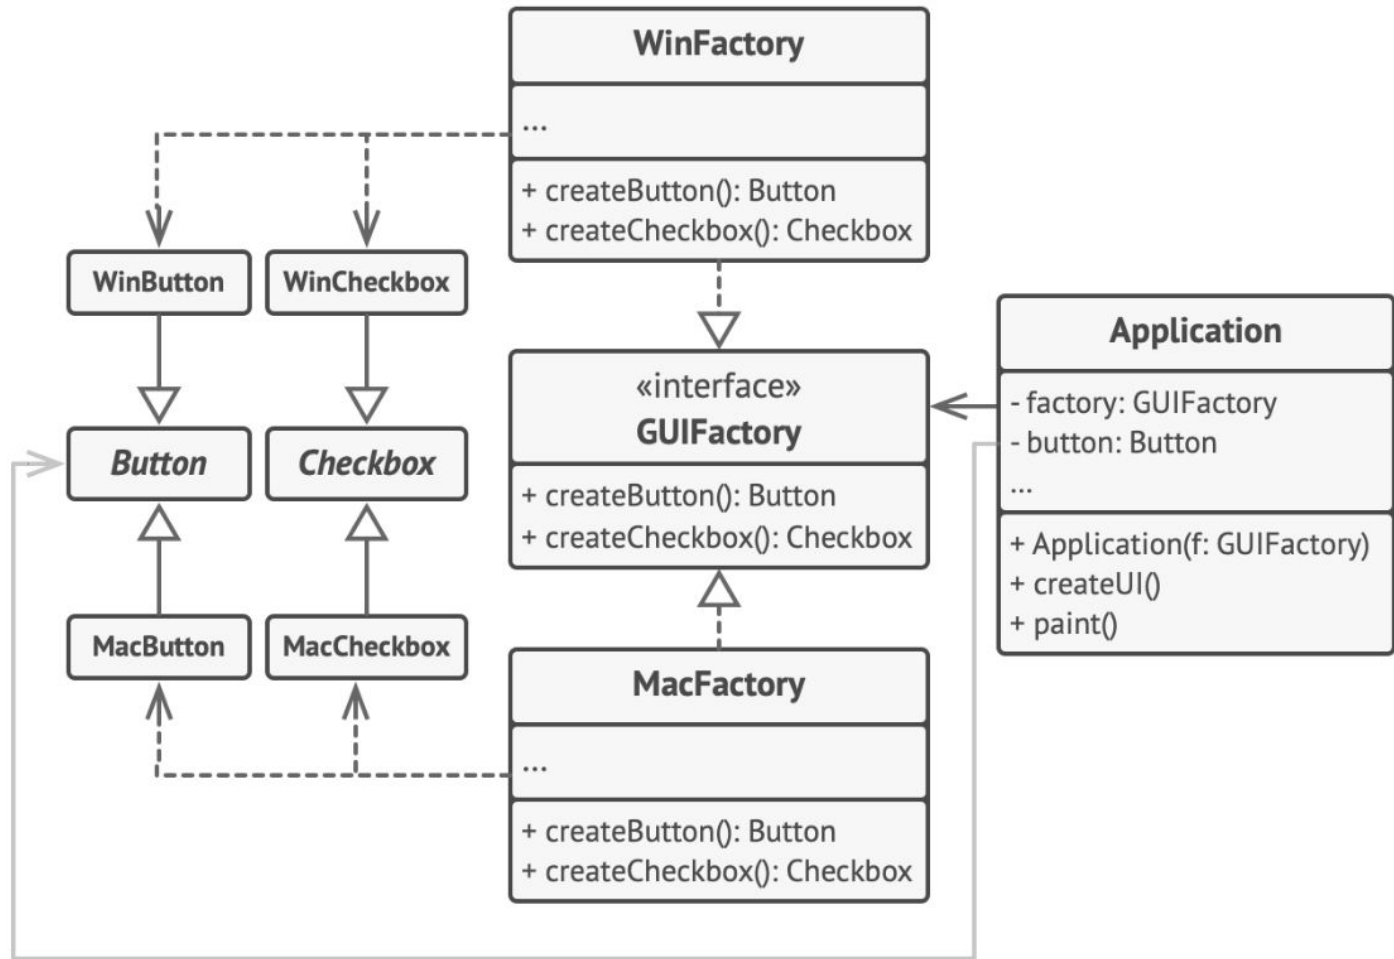 WinFactory
...
+ createButton(): Button
+ createCheckbox(): Checkbox
WinButton
WinCheckbox
Button
Checkbox
MacButton
MacCheckbox
«interface»
GUIFactory
+ createButton(): Button
+ createCheckbox(): Checkbox
MacFactory
...
+ createButton(): Button
+ createCheckbox(): Checkbox
Application
- factory: GUIFactory
- button: Button
...
+ Application(f: GUIFactory)
+ createUI()
+ paint()